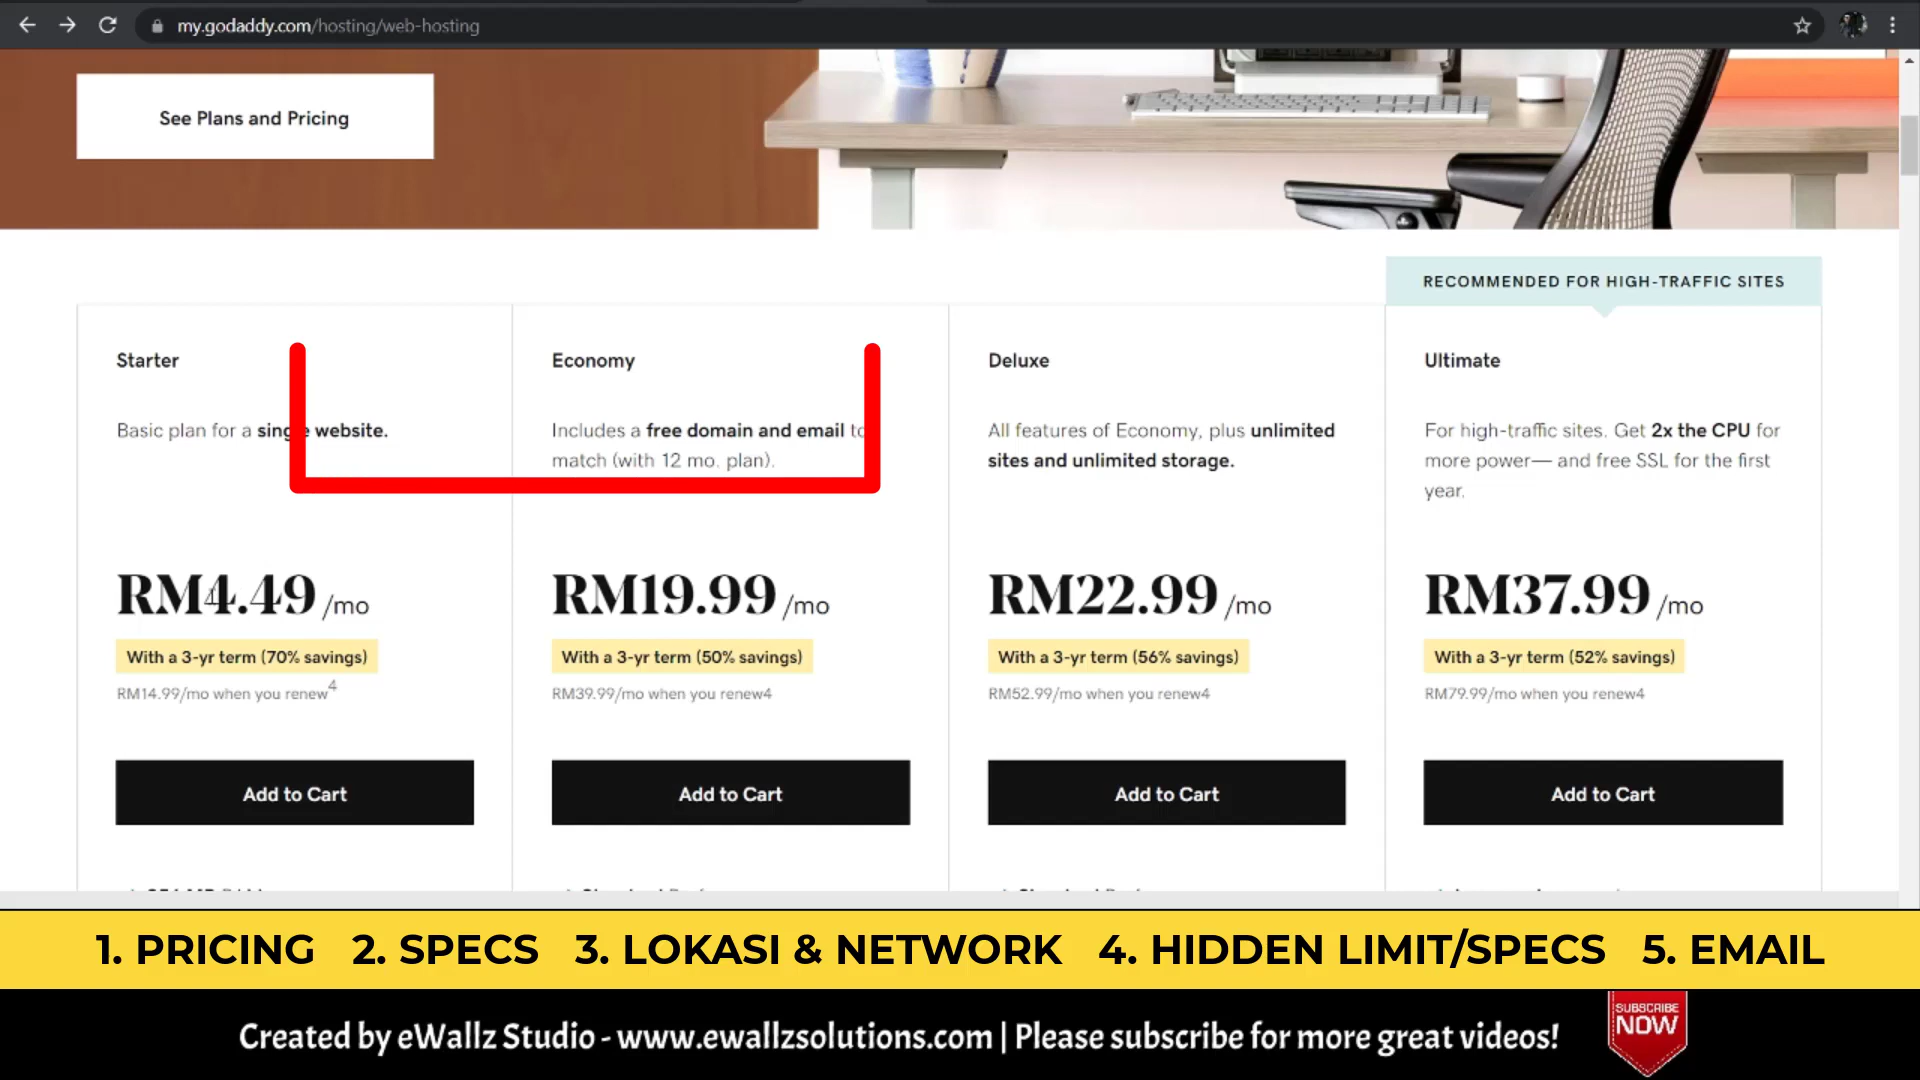 my.godaddy.com/hosting/web-hosting
See Plans and Pricing
RECOMMENDED FOR HIGH-TRAFFIC SITES
Starter
Basic plan for a single website.
RM4.49 /mo
With a 3-yr term (70% savings)
RM14.99/mo when you renew4
Add to Cart
Economy
Includes a free domain and email to
match (with 12 mo. plan).
RM19.99 /mo
With a 3-yr term (50% savings)
RM39.99/mo when you renew4
Add to Cart
Deluxe
All features of Economy, plus unlimited
sites and unlimited storage.
RM22.99 /mo
With a 3-yr term (56% savings)
RM52.99/mo when you renew4
Add to Cart
Ultimate
For high-traffic sites. Get 2x the CPU for
more power— and free SSL for the first
year.
RM37.99 /mo
With a 3-yr term (52% savings)
RM79.99/mo when you renew4
Add to Cart
1. PRICING 2. SPECS 3. LOKASI & NETWORK 4. HIDDEN LIMIT/SPECS 5. EMAIL
Created by eWallz Studio - www.ewallzsolutions.com | Please subscribe for more great videos!
SUBSCRIBE
NOW